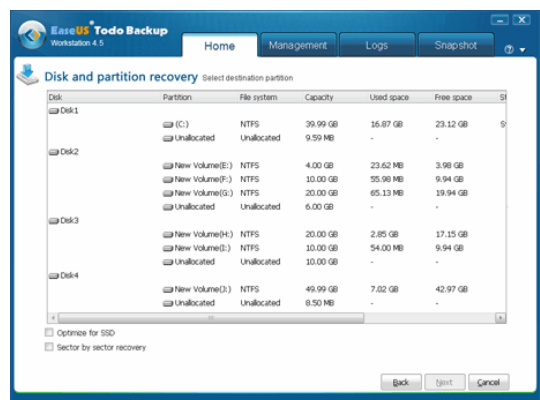 EaseUS Todo Backup
Workstation 4.5
Home Management Logs Snapshot
Disk and partition recovery Select destination partition
Disk Partition File system Capacity Used space Free space
Disk1
(C:) NTFS 39.99 GB 16.87 GB 23.12 GB
Unallocated Unallocated 9.59 MB - -
Disk2
New Volume(E:) NTFS 4.00 GB 23.62 MB 3.98 GB
New Volume(F:) NTFS 10.00 GB 55.98 MB 9.94 GB
New Volume(G:) NTFS 20.00 GB 65.13 MB 19.94 GB
Unallocated Unallocated 6.00 GB - -
Disk3
New Volume(H:) NTFS 20.00 GB 2.85 GB 17.15 GB
New Volume(I:) NTFS 10.00 GB 54.00 MB 9.94 GB
Unallocated Unallocated 10.00 GB - -
Disk4
New Volume(J:) NTFS 49.99 GB 7.02 GB 42.97 GB
Unallocated Unallocated 8.50 MB - -
Optimize for SSD
Sector by sector recovery
Back Next Cancel